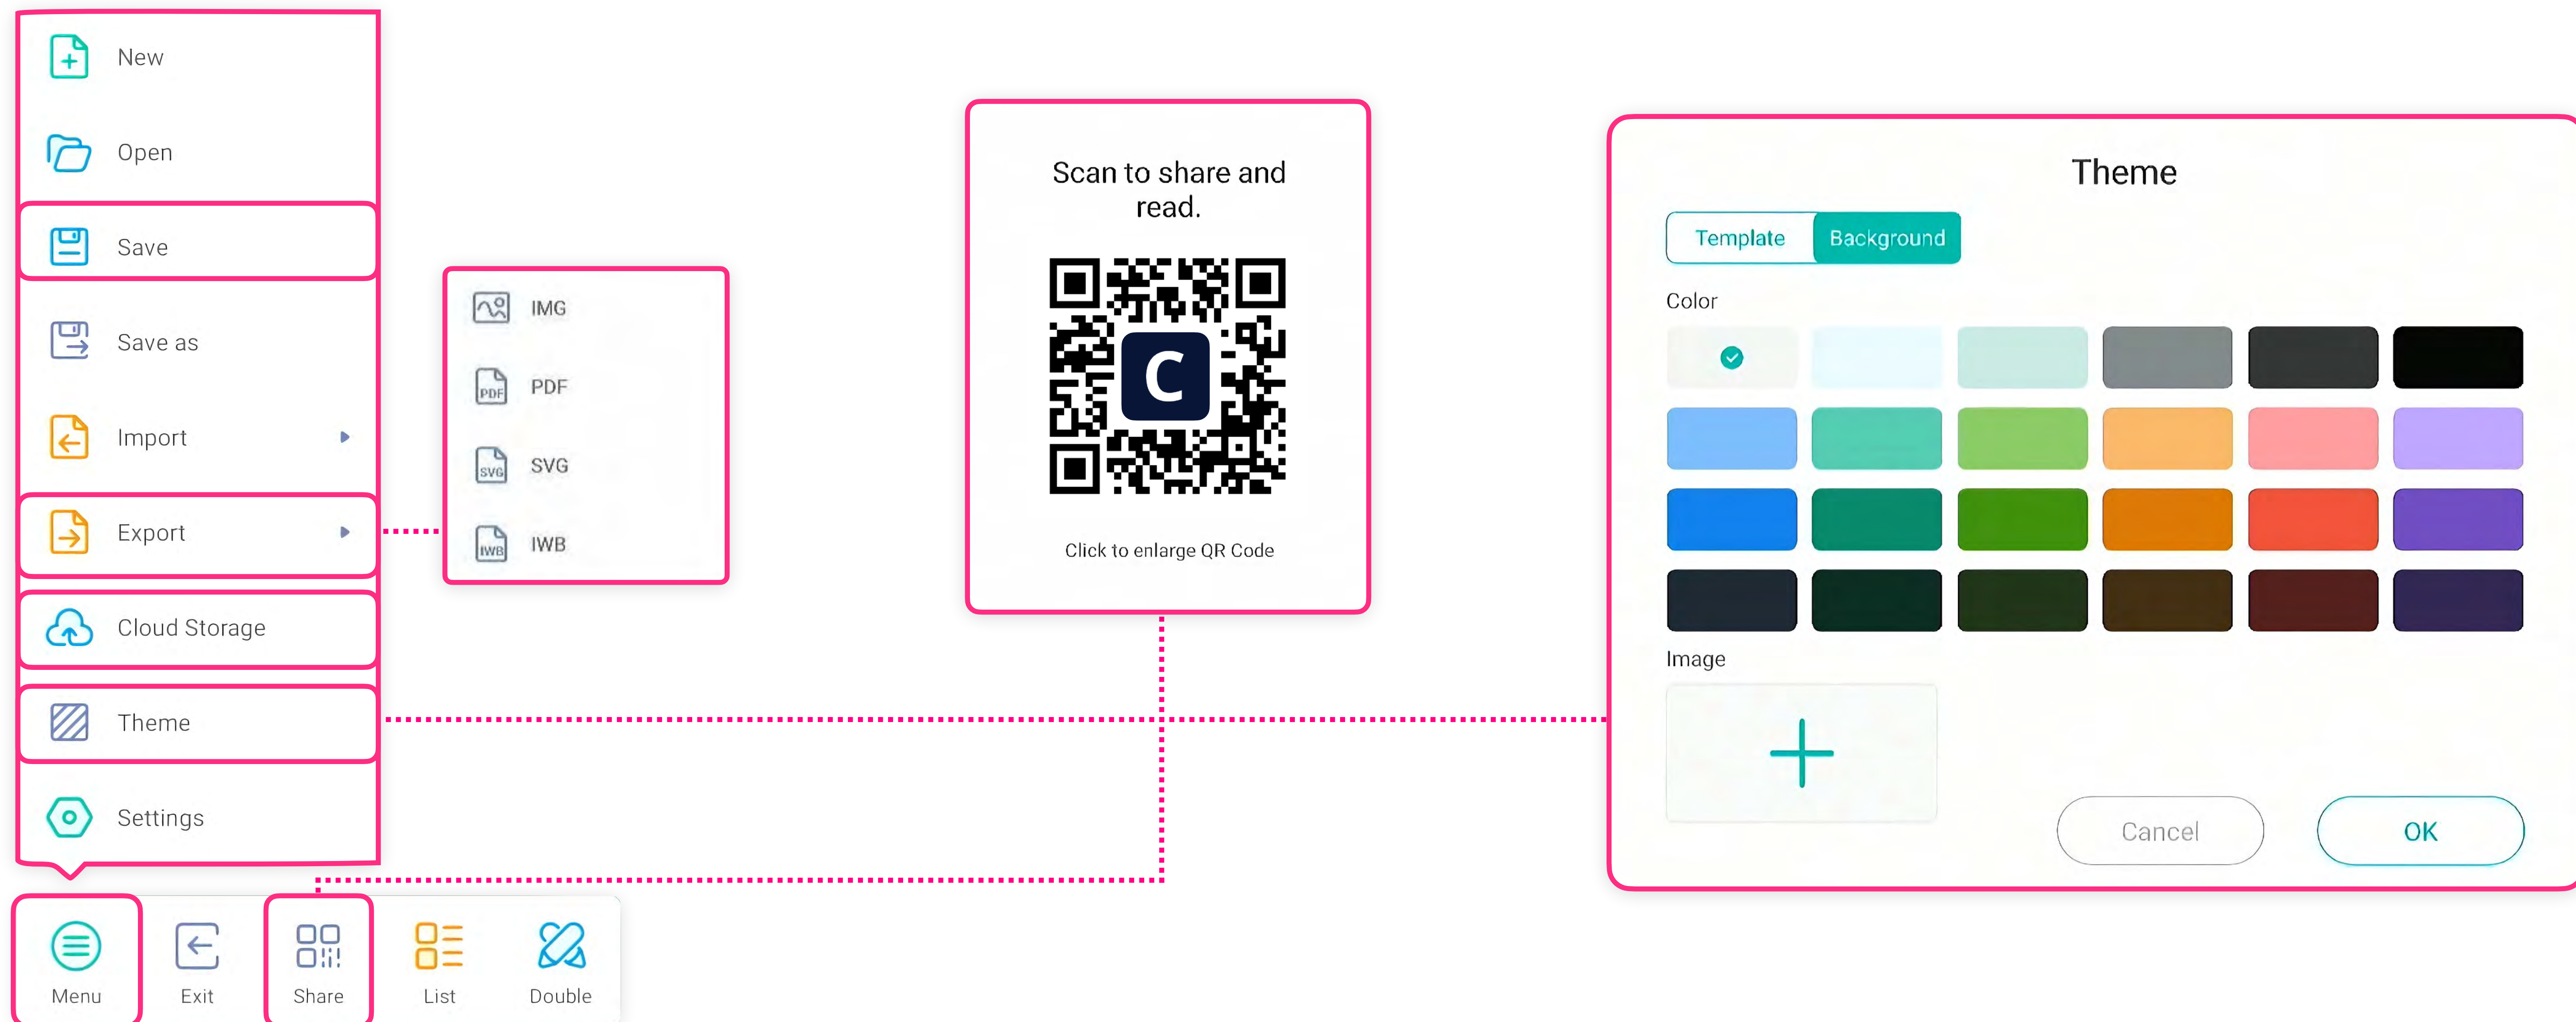 New
Open
Save
Save as
Import
Export
Cloud Storage
Theme
Settings
Menu
Exit
Share
List
Double
IMG
PDF
PDF
SVG
SVG
IWB
IWB
Scan to share and
read.
C
Click to enlarge QR Code
Theme
Template
Background
Color
Image
Cancel
OK